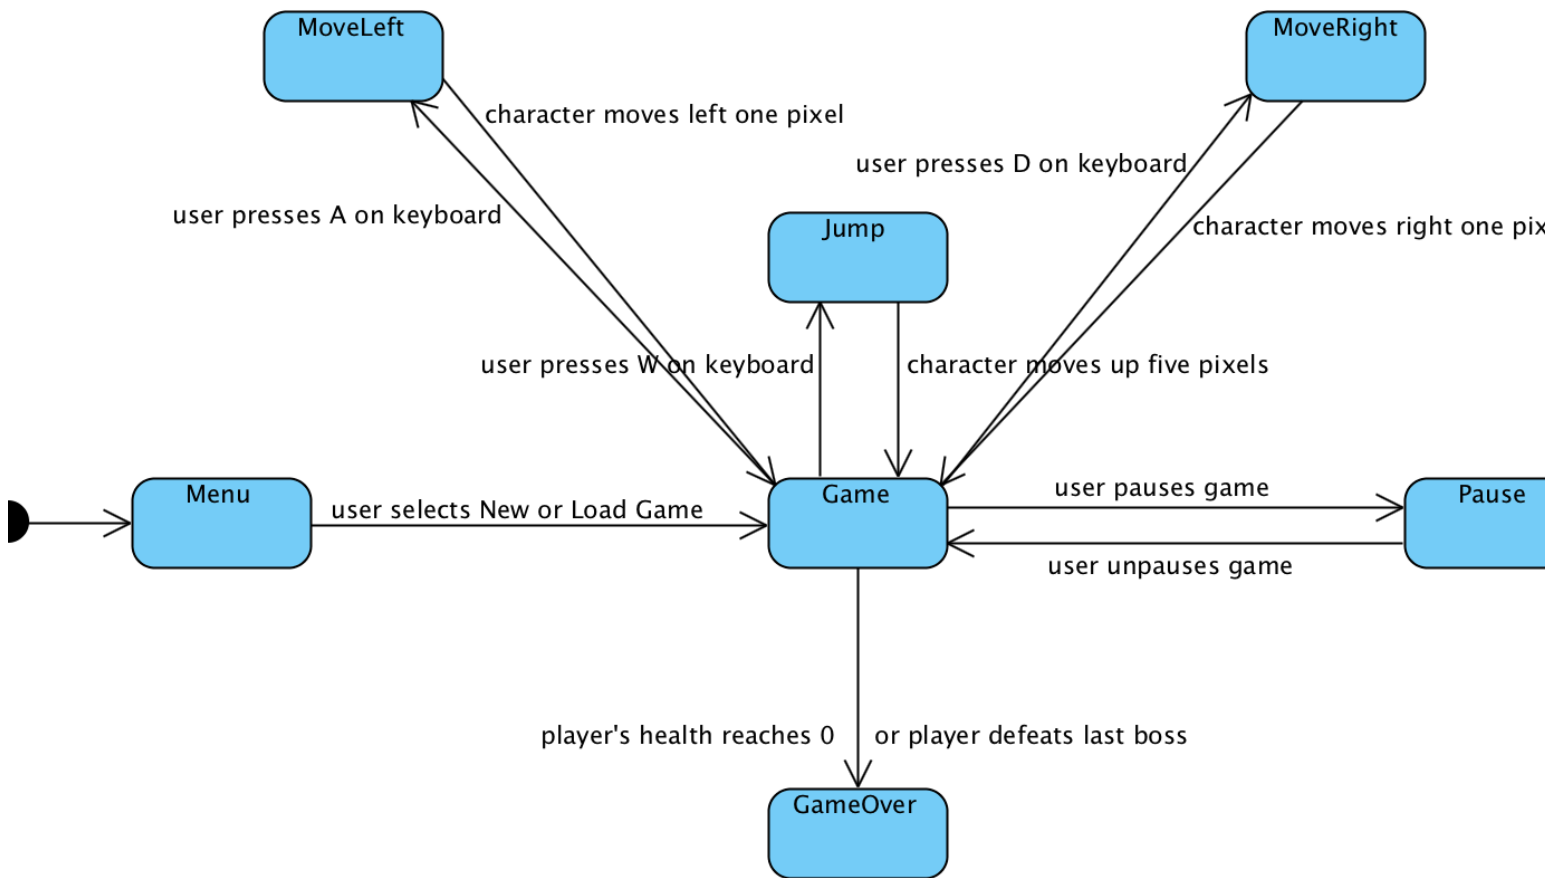 MoveLeft
MoveRight
character moves left one pixel
user presses D on keyboard
user presses A on keyboard
Jump
character moves right one pix
user presses W on keyboard
character moves up five pixels
Menu
user selects New or Load Game
Game
user pauses game
Pause
user unpauses game
player's health reaches 0
or player defeats last boss
GameOver